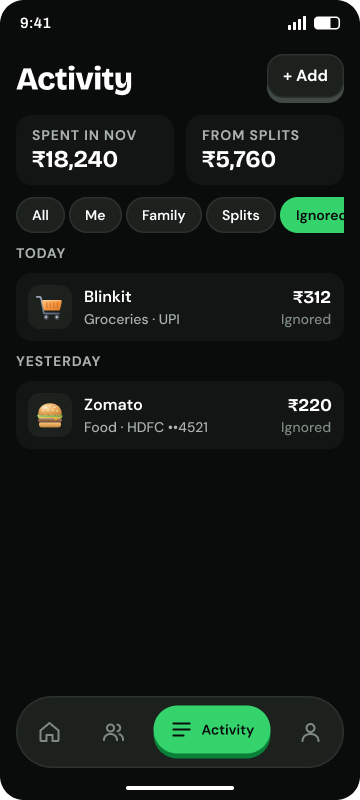 9:41
Activity
+ Add
SPENT IN NOV
₹18,240
FROM SPLITS
₹5,760
All
Me
Family
Splits
Ignored
TODAY
Blinkit
₹312
Groceries · UPI
Ignored
YESTERDAY
Zomato
₹220
Food · HDFC ••4521
Ignored
Activity